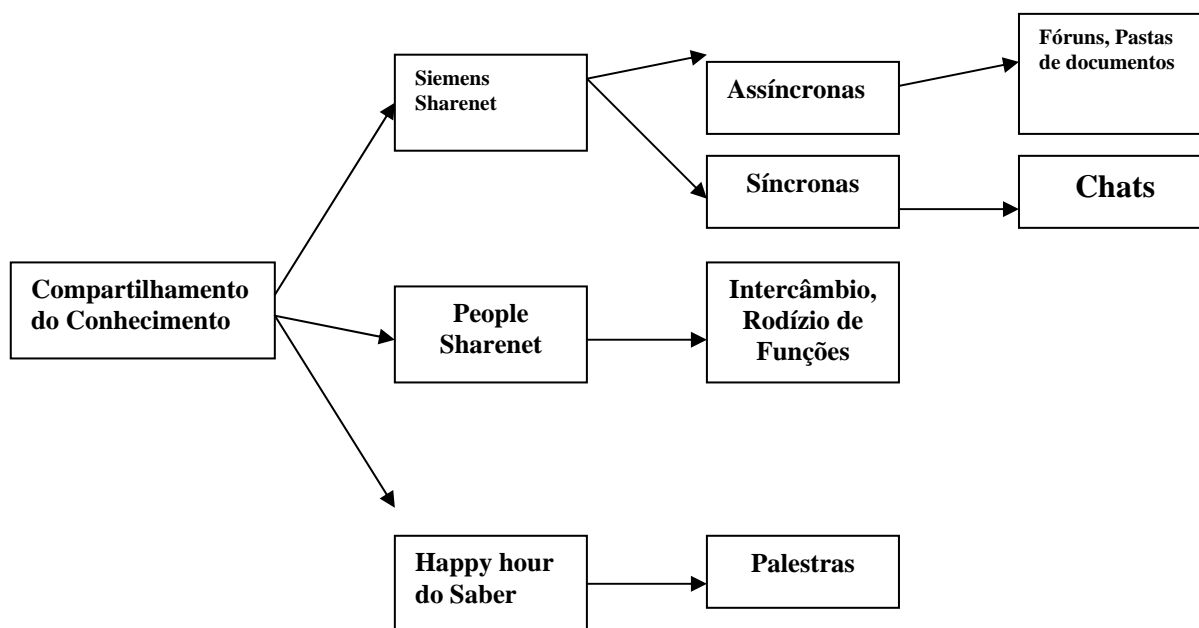 Siemens
Sharenet
Assíncronas
Fóruns, Pastas
de documentos
Síncronas
Chats
Compartilhamento
do Conhecimento
People
Sharenet
Intercâmbio,
Rodízio de
Funções
Happy hour
do Saber
Palestras